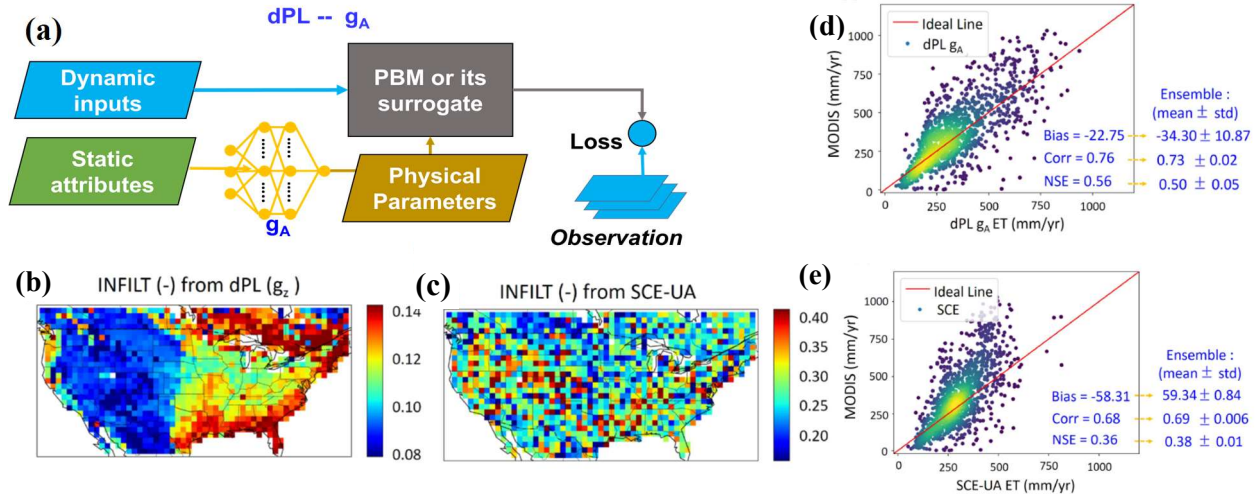 (a)
dPL -- gA
Dynamic
inputs
PBM or its
surrogate
Static
attributes
gA
Physical
Parameters
Loss
Observation
(b)
INFILT (-) from dPL (gz )
0.14
0.12
0.10
0.08
(c)
INFILT (-) from SCE-UA
0.40
0.35
0.30
0.25
0.20
(d)
Ideal Line
dPL gA
MODIS (mm/yr)
1000
750
500
250
0
0 250 500 750 1000
dPL gA ET (mm/yr)
Ensemble :
(mean ± std)
Bias = -22.75 -34.30 ± 10.87
Corr = 0.76 0.73 ± 0.02
NSE = 0.56 0.50 ± 0.05
(e)
Ideal Line
SCE
MODIS (mm/yr)
1000
750
500
250
0
0 250 500 750 1000
SCE-UA ET (mm/yr)
Ensemble :
(mean ± std)
Bias = -58.31 59.34 ± 0.84
Corr = 0.68 0.69 ± 0.006
NSE = 0.36 0.38 ± 0.01